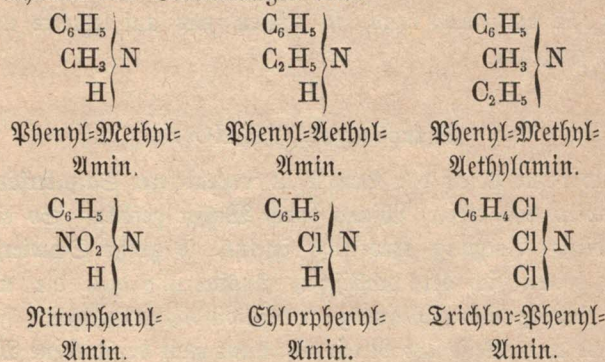 C₆H₅ C₂H₅ C₆H₅
CH₃ } N C₂H₅ } N CH₃ } N
H H C₂H₅
Phenyl=Methyl= Phenyl=Aethyl= Phenyl=Methyl=
Amin. Amin. Aethylamin.
C₆H₅ C₆H₅ C₆H₄Cl
NO₂ } N Cl } N Cl } N
H H Cl
Nitrophenyl= Chlorphenyl= Trichlor=Phenyl=
Amin. Amin. Amin.